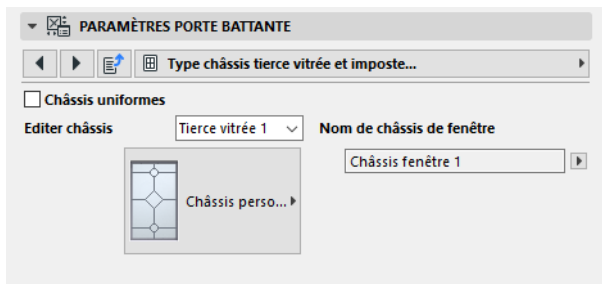 PARAMÈTRES PORTE BATTANTE
Type châssis tierce vitrée et imposte...
Châssis uniformes
Editer châssis
Tierce vitrée 1
Nom de châssis de fenêtre
Châssis fenêtre 1
Châssis perso...